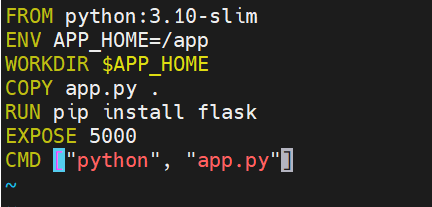 FROM python:3.10-slim
ENV APP_HOME=/app
WORKDIR $APP_HOME
COPY app.py .
RUN pip install flask
EXPOSE 5000
CMD ["python", "app.py"]
~